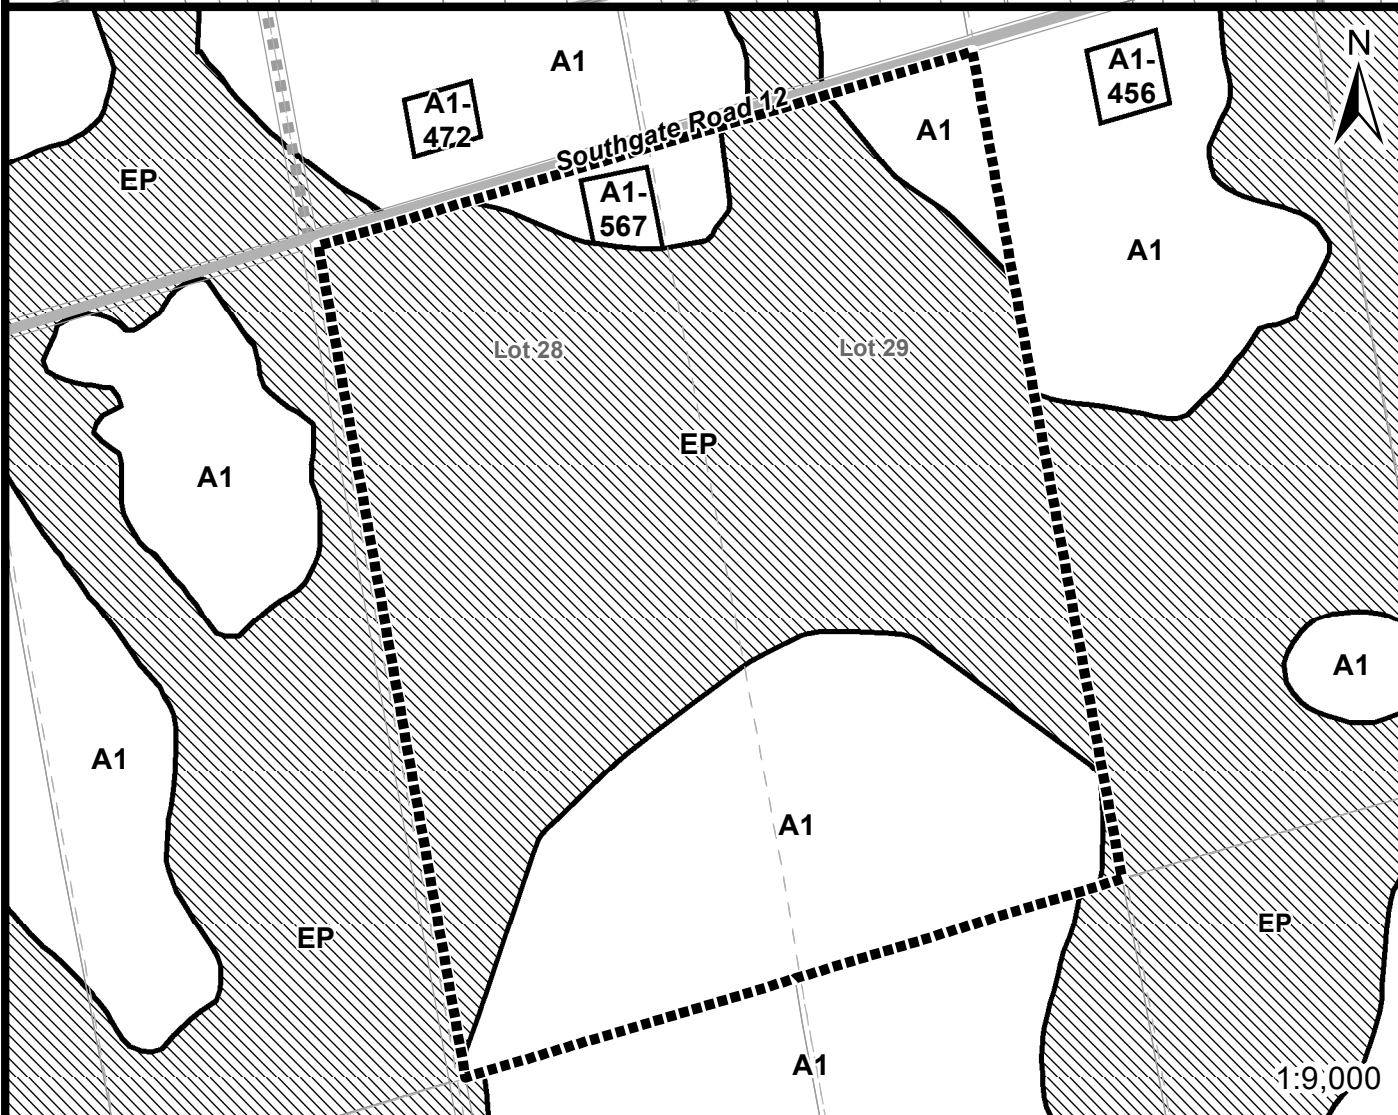 N
A1
A1-
456
A1-
472
Southgate Road 12
A1
EP
A1-
567
A1
Lot 28
Lot 29
EP
A1
A1
A1
A1
EP
EP
A1
1:9,000